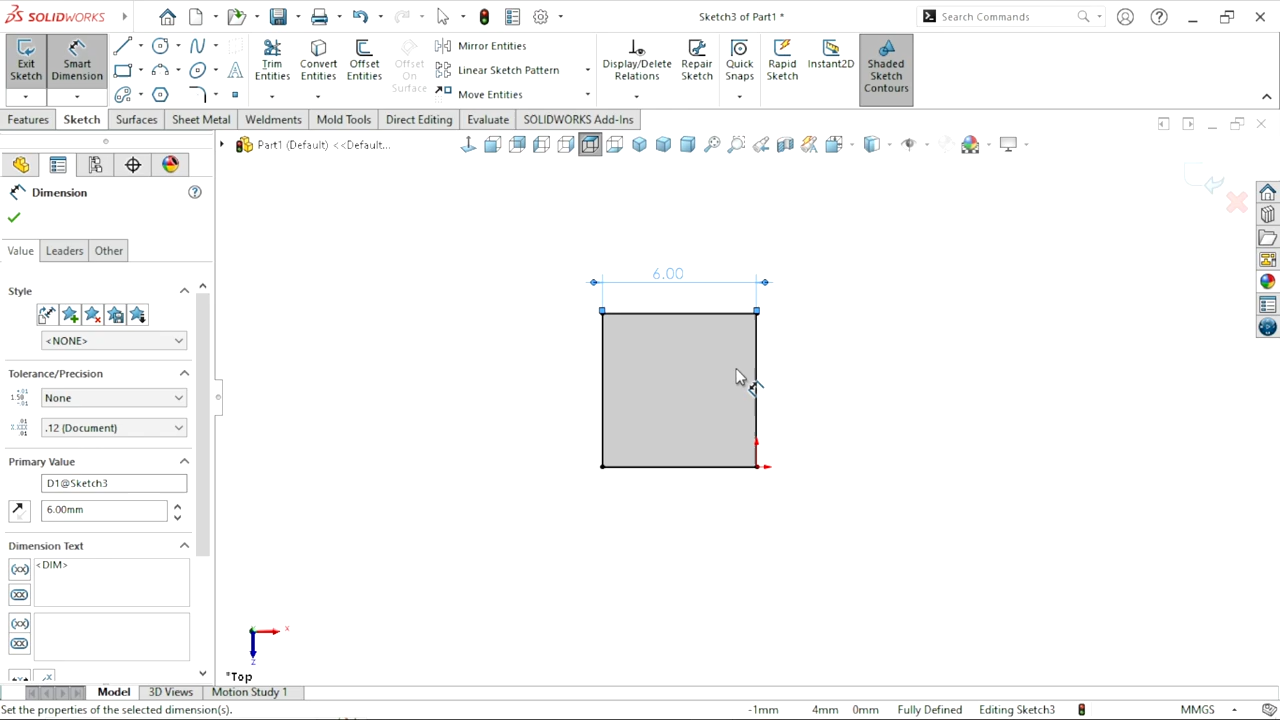 SOLIDWORKS
Sketch3 of Part1 *
Search Commands
Exit Sketch
Smart Dimension
Trim Entities
Convert Entities
Offset Entities
Offset On Surface
Mirror Entities
Linear Sketch Pattern
Move Entities
Display/Delete Relations
Repair Sketch
Quick Snaps
Rapid Sketch
Instant2D
Shaded Sketch Contours
Features Sketch Surfaces Sheet Metal Weldments Mold Tools Direct Editing Evaluate SOLIDWORKS Add-Ins
Part1 (Default) <<Default...
Dimension
Value Leaders Other
Style
<NONE>
Tolerance/Precision
None
.12 (Document)
Primary Value
D1@Sketch3
6.00mm
Dimension Text
<DIM>
6.00
x
z
*Top
Model 3D Views Motion Study 1
Set the properties of the selected dimension(s). -1mm 4mm 0mm Fully Defined Editing Sketch3 MMGS